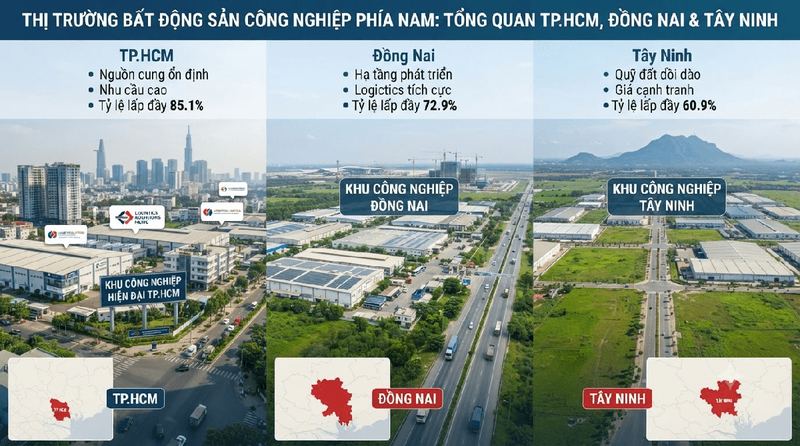 THỊ TRƯỜNG BẤT ĐỘNG SẢN CÔNG NGHIỆP PHÍA NAM: TỔNG QUAN TP.HCM, ĐỒNG NAI & TÂY NINH
TP.HCM
• Nguồn cung ổn định
• Nhu cầu cao
• Tỷ lệ lấp đầy 85.1%
Đồng Nai
• Hạ tầng phát triển
• Logictics tích cực
• Tỷ lệ lấp đầy 72.9%
Tây Ninh
• Quỹ đất dồi dào
• Giá cạnh tranh
• Tỷ lệ lấp đầy 60.9%
KHU CÔNG NGHIỆP
HIỆN ĐẠI TP.HCM
KHU CÔNG NGHIỆP
ĐỒNG NAI
KHU CÔNG NGHIỆP
TÂY NINH
TP.HCM
ĐỒNG NAI
TÂY NINH